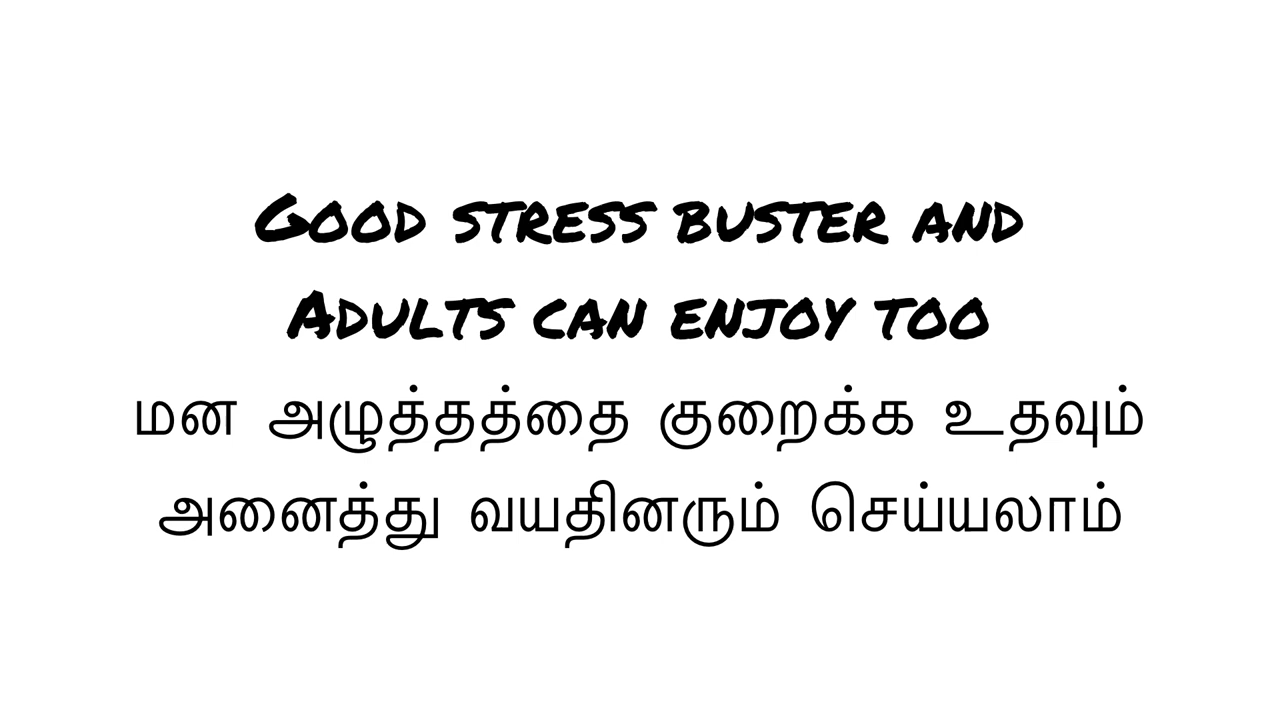 Good stress buster and
Adults can enjoy too
மன அழுத்தத்தை குறைக்க உதவும்
அனைத்து வயதினரும் செய்யலாம்